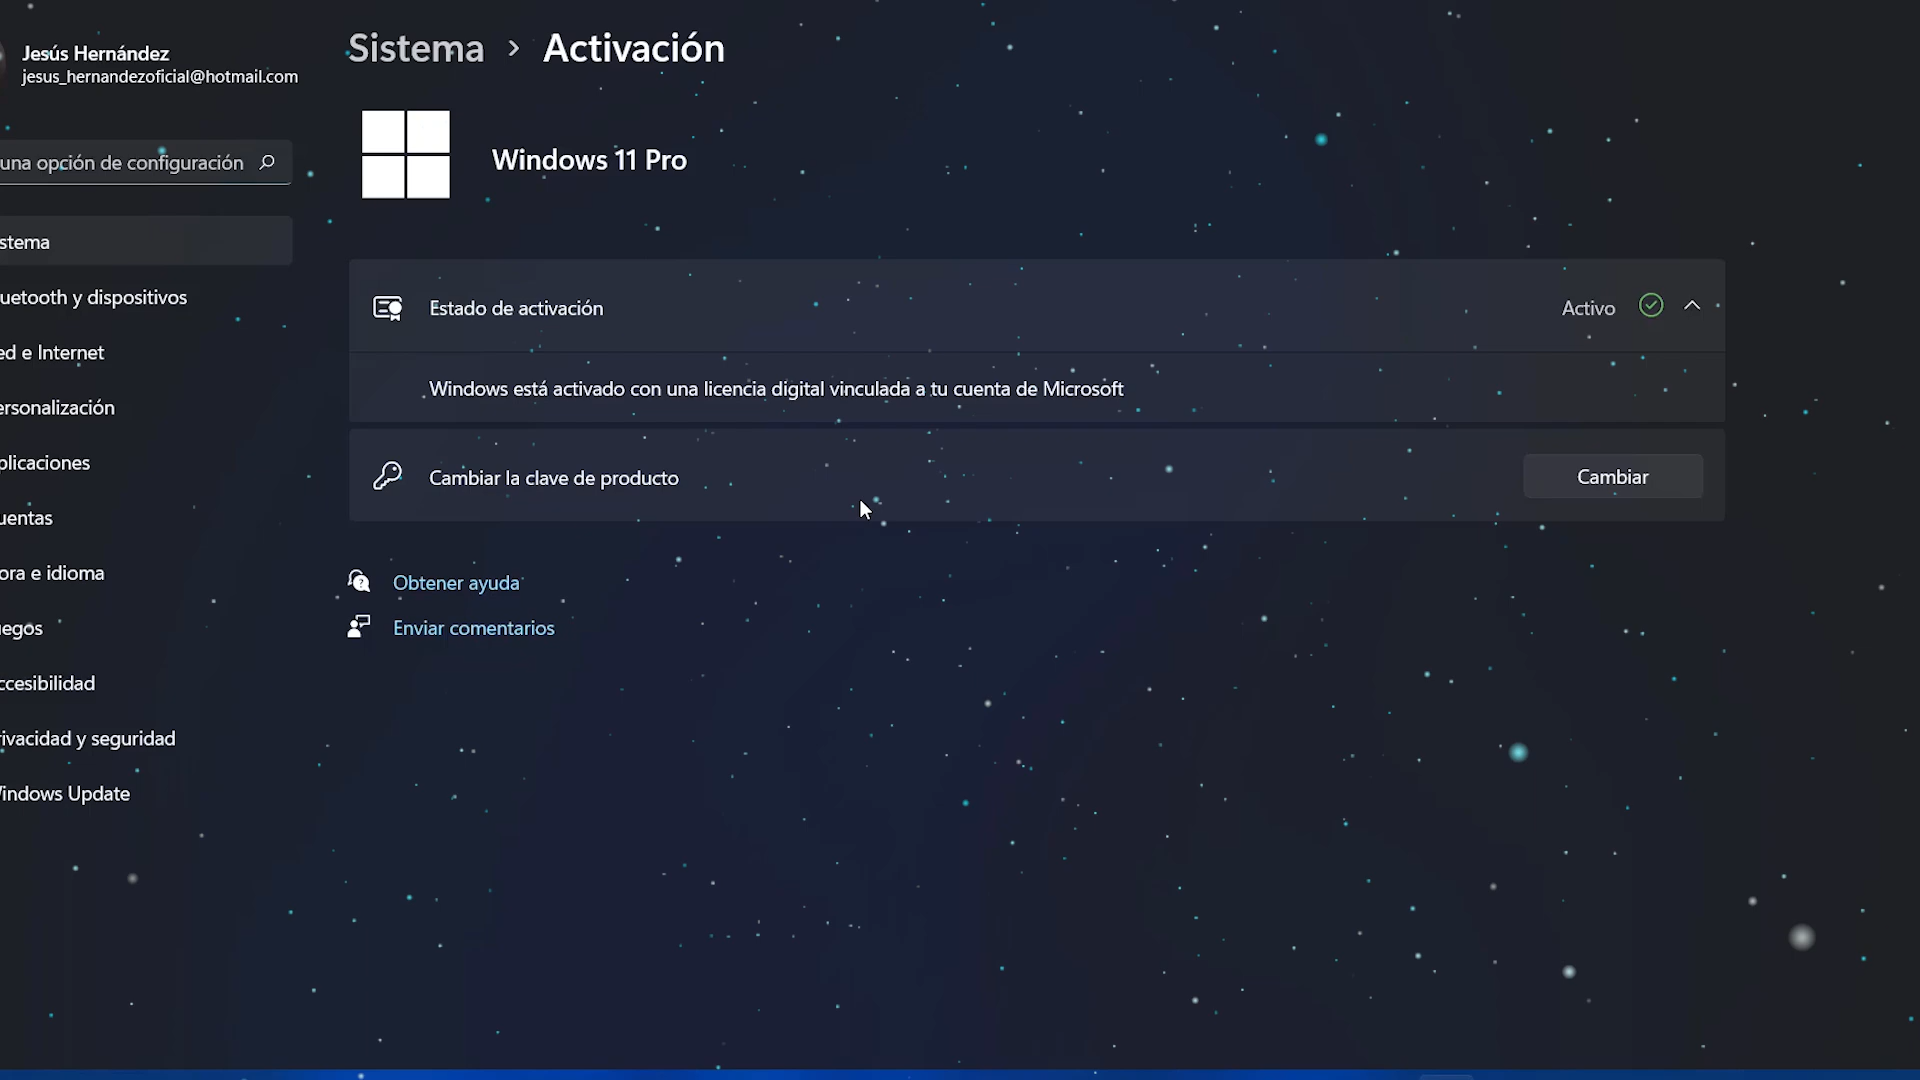 Jesús Hernández
jesus_hernandezoficial@hotmail.com
una opción de configuración
stema
uetooth y dispositivos
ed e Internet
ersonalización
plicaciones
uentas
ora e idioma
egos
ccesibilidad
rivacidad y seguridad
indows Update
Sistema > Activación
Windows 11 Pro
Estado de activación Activo
Windows está activado con una licencia digital vinculada a tu cuenta de Microsoft
Cambiar la clave de producto Cambiar
Obtener ayuda
Enviar comentarios